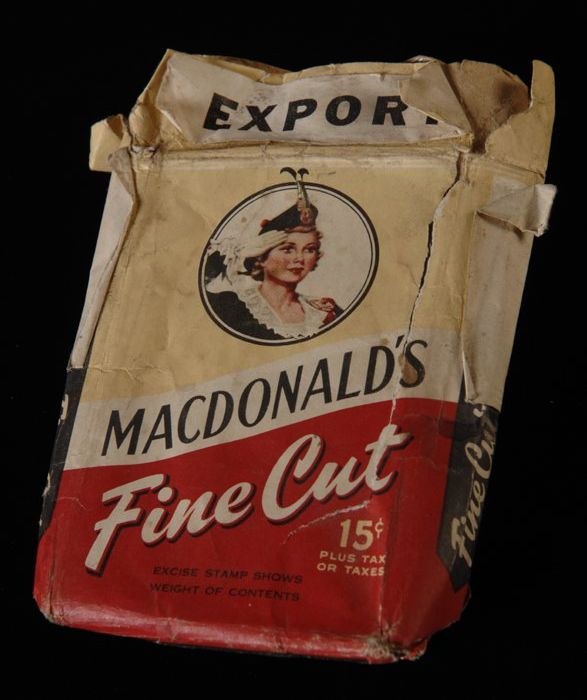 EXPORT
MACDONALD'S
Fine Cut
15¢
PLUS TAX
OR TAXES
EXCISE STAMP SHOWS
WEIGHT OF CONTENTS
Fine Cut